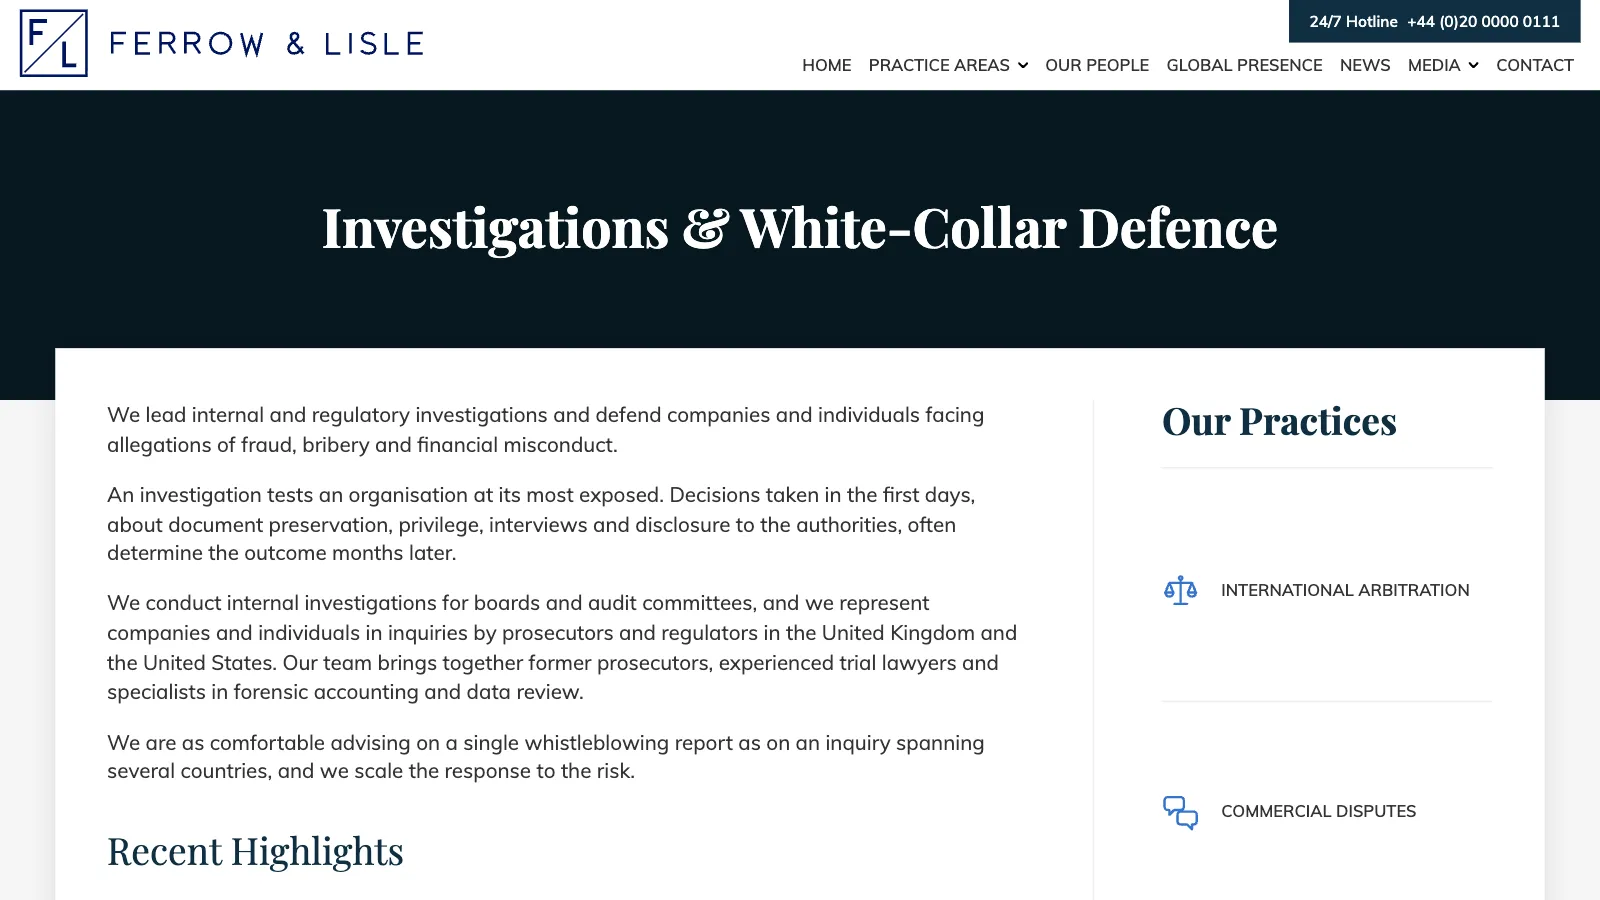 FL
FERROW & LISLE
24/7 Hotline +44 (0)20 0000 0111
HOME PRACTICE AREAS OUR PEOPLE GLOBAL PRESENCE NEWS MEDIA CONTACT
Investigations & White-Collar Defence
We lead internal and regulatory investigations and defend companies and individuals facing
allegations of fraud, bribery and financial misconduct.
An investigation tests an organisation at its most exposed. Decisions taken in the first days,
about document preservation, privilege, interviews and disclosure to the authorities, often
determine the outcome months later.
We conduct internal investigations for boards and audit committees, and we represent
companies and individuals in inquiries by prosecutors and regulators in the United Kingdom and
the United States. Our team brings together former prosecutors, experienced trial lawyers and
specialists in forensic accounting and data review.
We are as comfortable advising on a single whistleblowing report as on an inquiry spanning
several countries, and we scale the response to the risk.
Recent Highlights
Our Practices
INTERNATIONAL ARBITRATION
COMMERCIAL DISPUTES